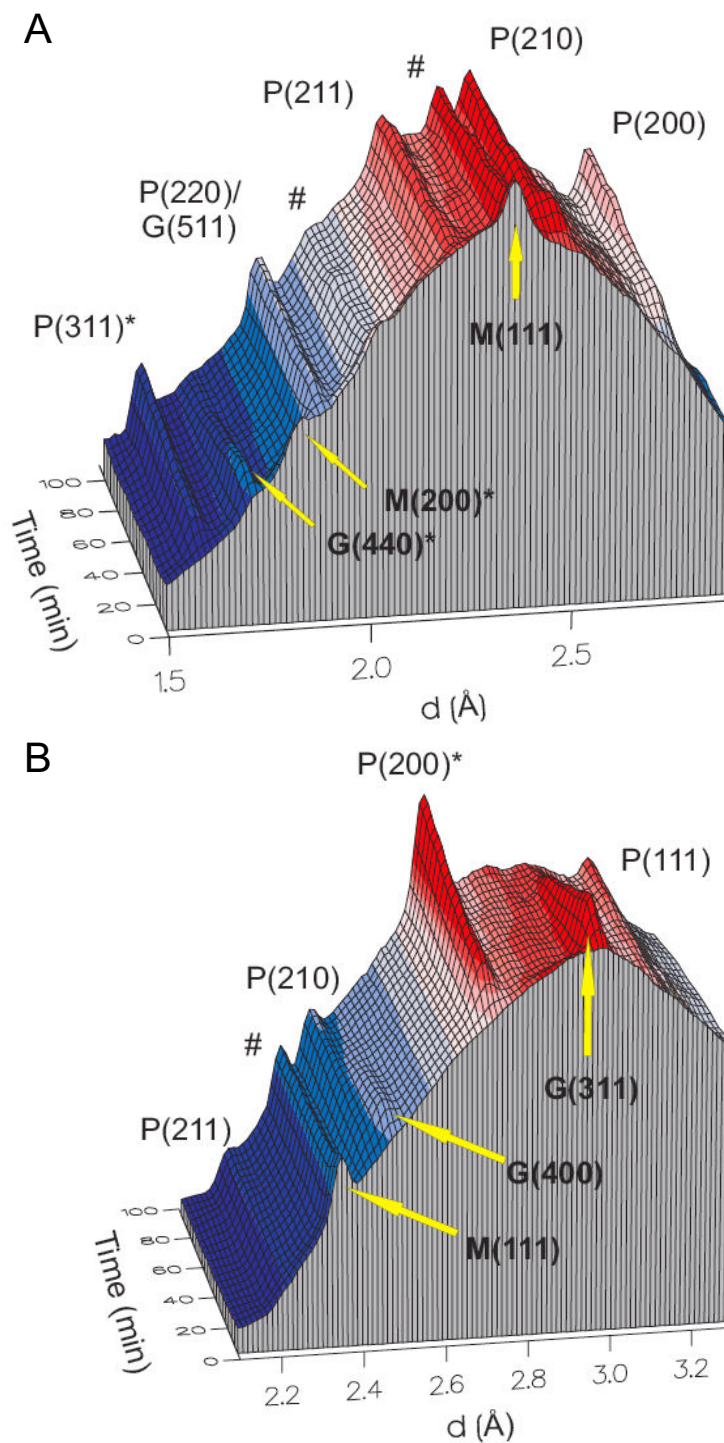 A
P(210)
#
P(211)
P(200)
P(220)/
G(511)
#
P(311)*
M(111)
M(200)*
G(440)*
100
80
60
40
20
0
Time (min)
1.5
2.0
2.5
d (Å)
B
P(200)*
P(111)
P(210)
#
P(211)
G(311)
G(400)
M(111)
100
80
60
40
20
0
Time (min)
2.2
2.4
2.6
2.8
3.0
3.2
d (Å)